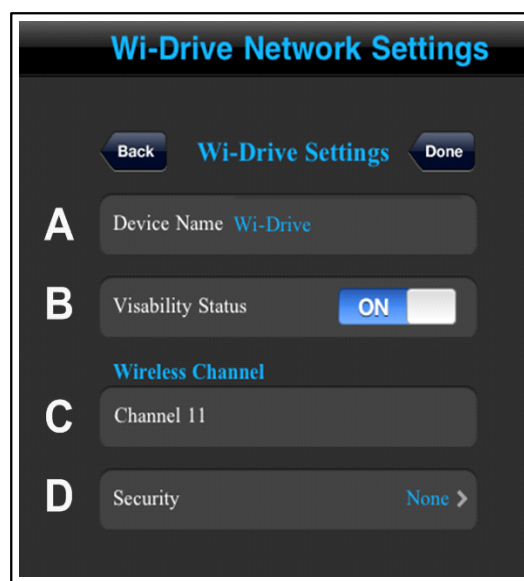 Wi-Drive Network Settings
Back Wi-Drive Settings Done
A Device Name Wi-Drive
B Visability Status ON
Wireless Channel
C Channel 11
D Security None